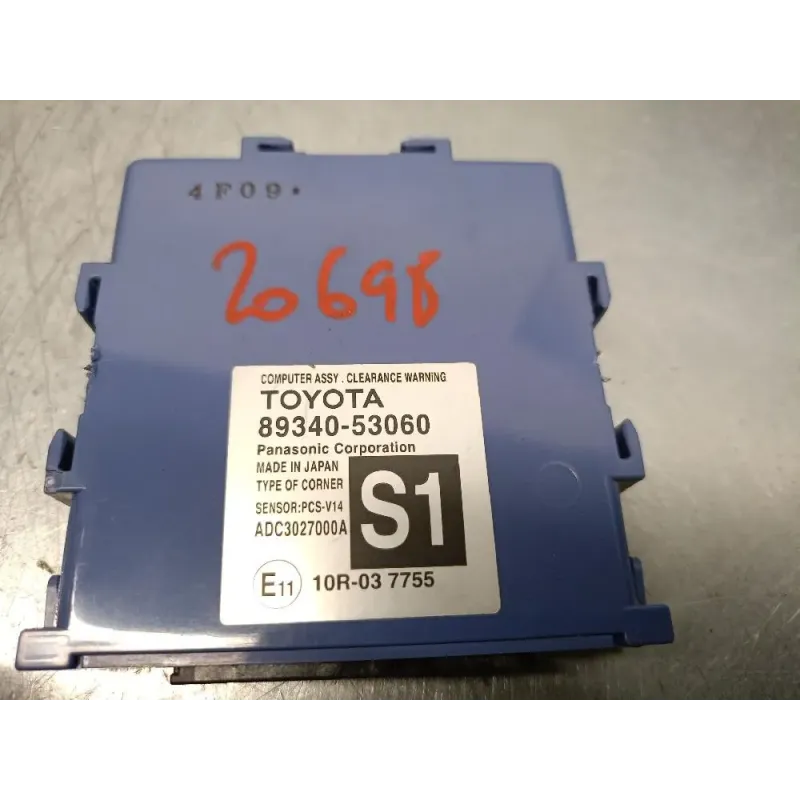 4F09.
20698
COMPUTER ASSY . CLEARANCE WARNING
TOYOTA
89340-53060
Panasonic Corporation
MADE IN JAPAN
TYPE OF CORNER
SENSOR:PCS-V14
ADC3027000A
S1
E11 10R-03 7755